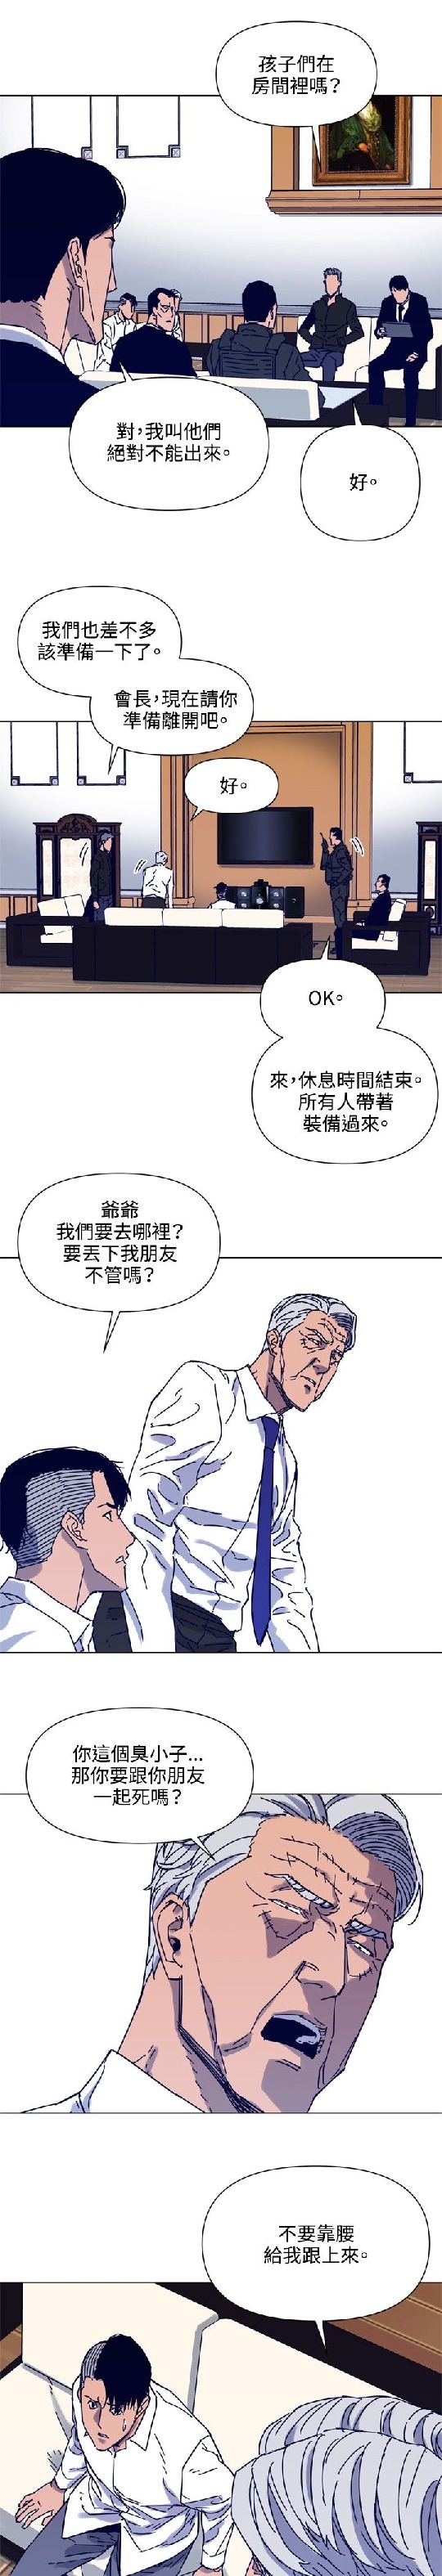 孩子們在
房間裡嗎？
對，我叫他們
絕對不能出來。
好。
我們也差不多
該準備一下了。
會長，現在請你
準備離開吧。
好。
OK。
來，休息時間結束。
所有人帶著
裝備過來。
爺爺
我們要去哪裡？
要丟下我朋友
不管嗎？
你這個臭小子...
那你要跟你朋友
一起死嗎？
不要靠腰
給我跟上來。